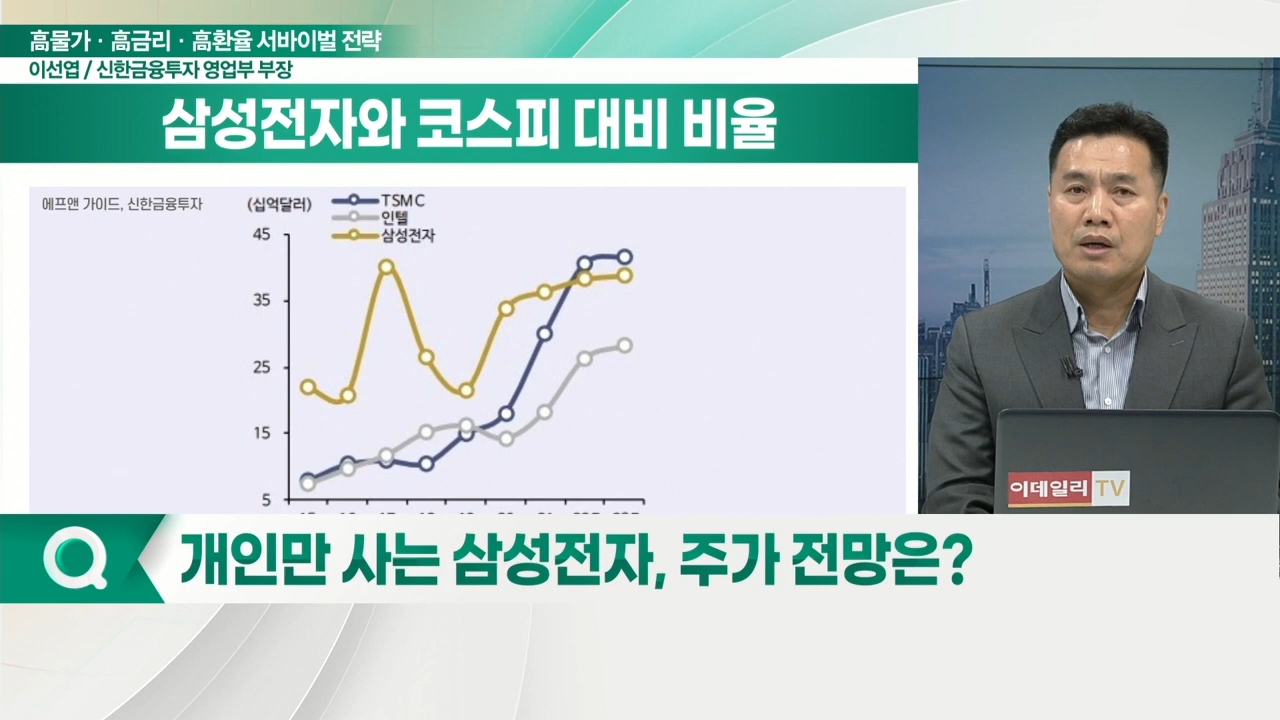 高물가 · 高금리 · 高환율 서바이벌 전략
이선엽 / 신한금융투자 영업부 부장
삼성전자와 코스피 대비 비율
에프앤 가이드, 신한금융투자
(십억달러)
TSMC
인텔
삼성전자
45
35
25
15
5
이데일리 TV
개인만 사는 삼성전자, 주가 전망은?